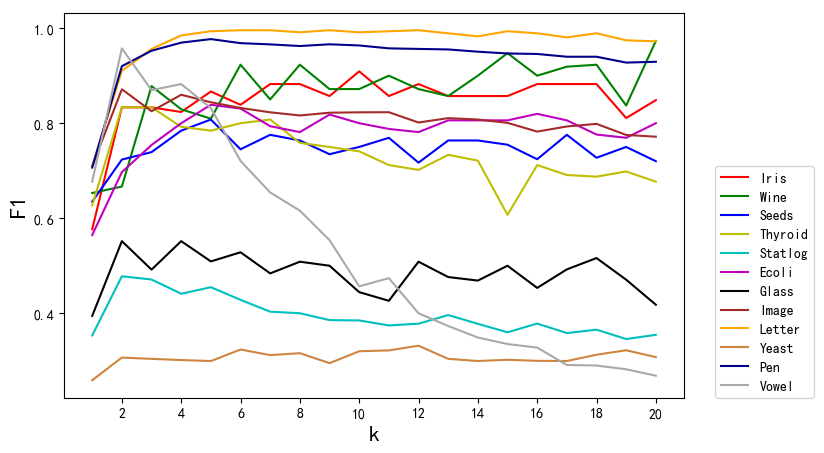 1.0
0.8
0.6
0.4
F1
2 4 6 8 10 12 14 16 18 20
k
Iris
Wine
Seeds
Thyroid
Statlog
Ecoli
Glass
Image
Letter
Yeast
Pen
Vowel